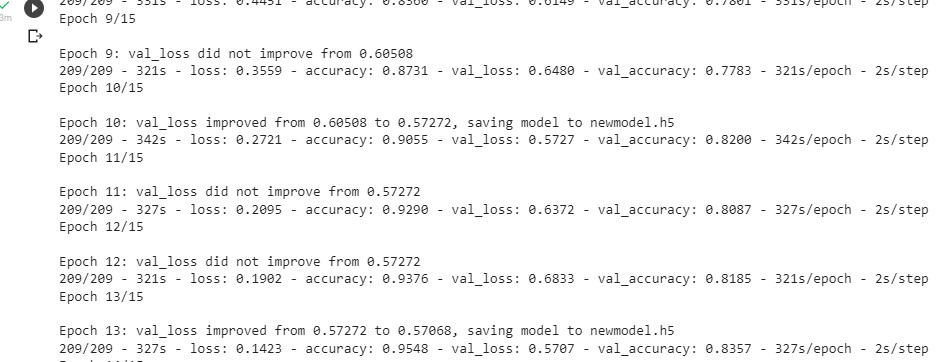 209/209 - 331s - loss: 0.4431 - accuracy: 0.8360 - val_loss: 0.6149 - val_accuracy: 0.7801 - 331s/epoch - 2s/step
Epoch 9/15
Epoch 9: val_loss did not improve from 0.60508
209/209 - 321s - loss: 0.3559 - accuracy: 0.8731 - val_loss: 0.6480 - val_accuracy: 0.7783 - 321s/epoch - 2s/step
Epoch 10/15
Epoch 10: val_loss improved from 0.60508 to 0.57272, saving model to newmodel.h5
209/209 - 342s - loss: 0.2721 - accuracy: 0.9055 - val_loss: 0.5727 - val_accuracy: 0.8200 - 342s/epoch - 2s/step
Epoch 11/15
Epoch 11: val_loss did not improve from 0.57272
209/209 - 327s - loss: 0.2095 - accuracy: 0.9290 - val_loss: 0.6372 - val_accuracy: 0.8087 - 327s/epoch - 2s/step
Epoch 12/15
Epoch 12: val_loss did not improve from 0.57272
209/209 - 321s - loss: 0.1902 - accuracy: 0.9376 - val_loss: 0.6833 - val_accuracy: 0.8185 - 321s/epoch - 2s/step
Epoch 13/15
Epoch 13: val_loss improved from 0.57272 to 0.57068, saving model to newmodel.h5
209/209 - 327s - loss: 0.1423 - accuracy: 0.9548 - val_loss: 0.5707 - val_accuracy: 0.8357 - 327s/epoch - 2s/step